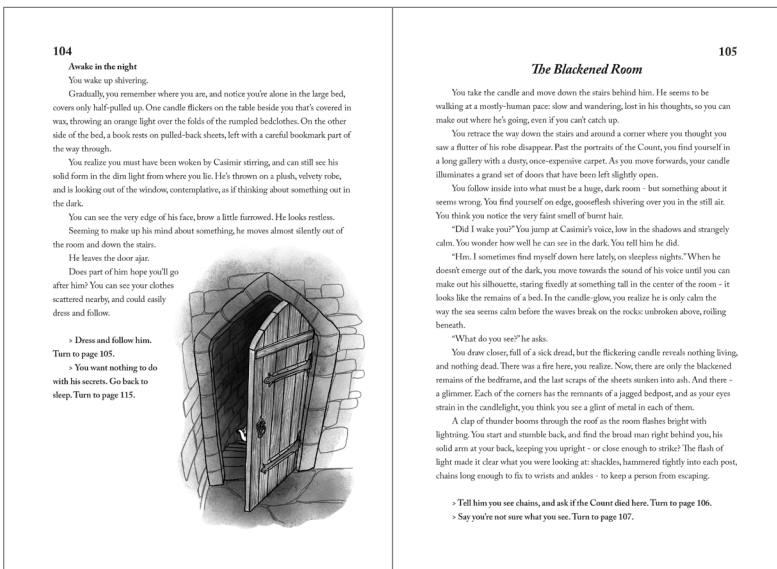 104
Awake in the night
You wake up shivering.
Gradually, you remember where you are, and notice you're alone in the large bed,
covers only half-pulled up. One candle flickers on the table beside you that's covered in
wax, throwing an orange light over the folds of the rumpled bedclothes. On the other
side of the bed, a book rests on pulled-back sheets, left with a careful bookmark part of
the way through.
You realize you must have been woken by Casimir stirring, and can still see his
solid form in the dim light from where you lie. He's thrown on a plush, velvety robe,
and is looking out of the window, contemplative, as if thinking about something out in
the dark.
You can see the very edge of his face, brow a little furrowed. He looks restless.
Seeming to make up his mind about something, he moves almost silently out of
the room and down the stairs.
He leaves the door ajar.
Does part of him hope you'll go
after him? You can see your clothes
scattered nearby, and could easily
dress and follow.
> Dress and follow him.
Turn to page 105.
> You want nothing to do
with his secrets. Go back to
sleep. Turn to page 115.
105
The Blackened Room
You take the candle and move down the stairs behind him. He seems to be
walking at a mostly-human pace: slow and wandering, lost in his thoughts, so you can
make out where he's going, even if you can't catch up.
You retrace the way down the stairs and around a corner where you thought you
saw a flutter of his robe disappear. Past the portraits of the Count, you find yourself in
a long gallery with a dusty, once-expensive carpet. As you move forwards, your candle
illuminates a grand set of doors that have been left slightly open.
You follow inside into what must be a huge, dark room - but something about it
seems wrong. You find yourself on edge, gooseflesh shivering over you in the still air.
You think you notice the very faint smell of burnt hair.
"Did I wake you?" You jump at Casimir's voice, low in the shadows and strangely
calm. You wonder how well he can see in the dark. You tell him he did.
"Hm. I sometimes find myself down here lately, on sleepless nights." When he
doesn't emerge out of the dark, you move towards the sound of his voice until you can
make out his silhouette, staring fixedly at something tall in the center of the room - it
looks like the remains of a bed. In the candle-glow, you realize he is only calm the
way the sea seems calm before the waves break on the rocks: unbroken above, roiling
beneath.
"What do you see?" he asks.
You draw closer, full of a sick dread, but the flickering candle reveals nothing living,
and nothing dead. There was a fire here, you realize. Now, there are only the blackened
remains of the bedframe, and the last scraps of the sheets sunken into ash. And there -
a glimmer. Each of the corners has the remnants of a jagged bedpost, and as your eyes
strain in the candlelight, you think you see a glint of metal in each of them.
A clap of thunder booms through the roof as the room flashes bright with
lightning. You start and stumble back, and find the broad man right behind you, his
solid arm at your back, keeping you upright - or close enough to strike? The flash of
light made it clear what you were looking at: shackles, hammered tightly into each post,
chains long enough to fix to wrists and ankles - to keep a person from escaping.
> Tell him you see chains, and ask if the Count died here. Turn to page 106.
> Say you're not sure what you see. Turn to page 107.